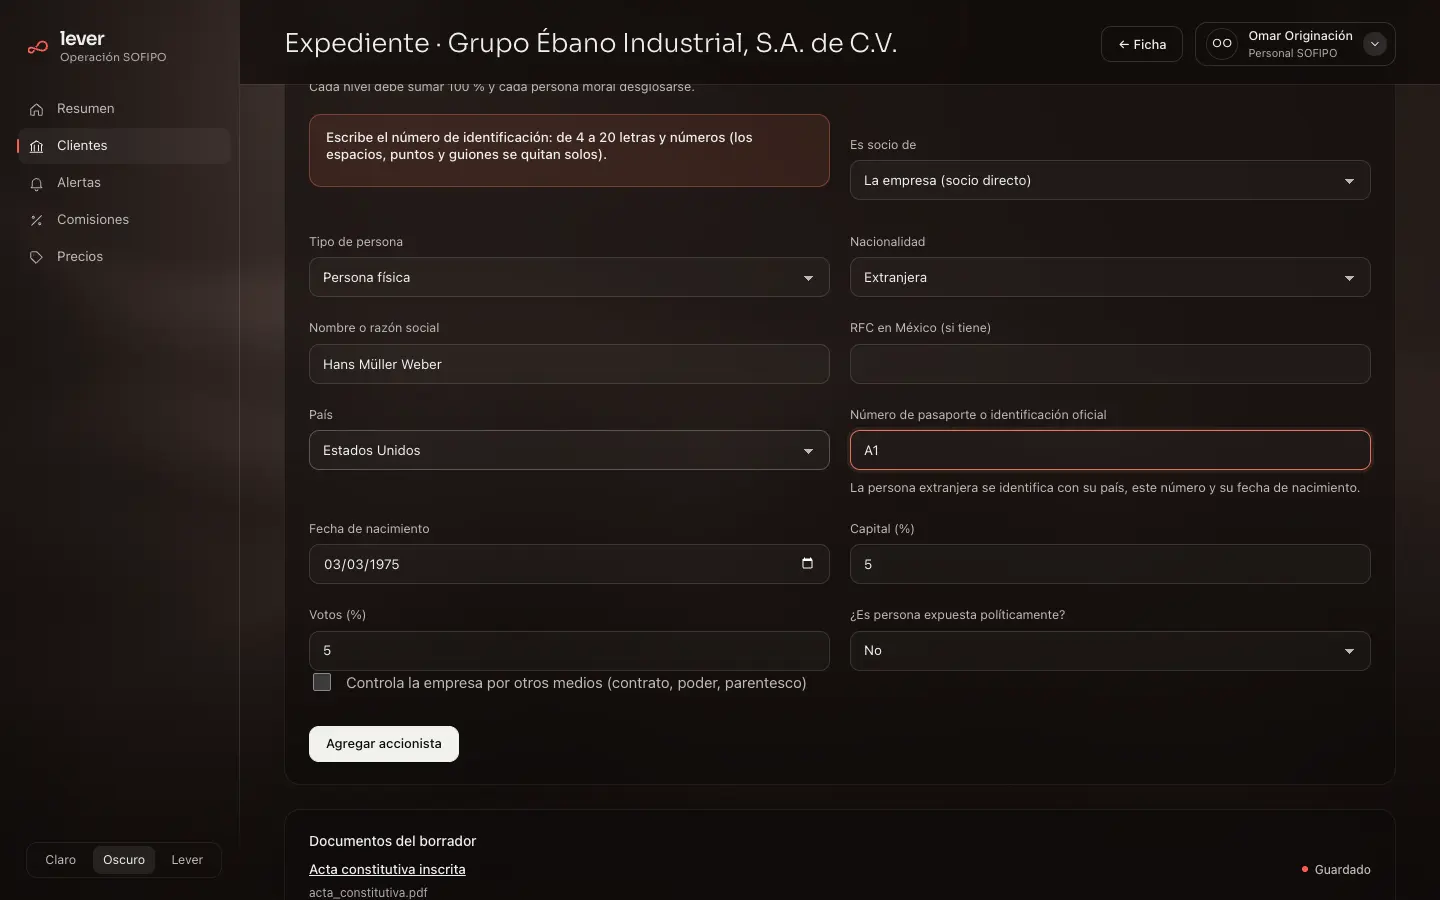 lever
Operación SOFIPO
Resumen
Clientes
Alertas
Comisiones
Precios
Claro
Oscuro
Lever
Expediente · Grupo Ébano Industrial, S.A. de C.V.
← Ficha
OO
Omar Originación
Personal SOFIPO
Cada nivel debe sumar 100 % y cada persona moral desglosarse.
Escribe el número de identificación: de 4 a 20 letras y números (los
espacios, puntos y guiones se quitan solos).
Es socio de
La empresa (socio directo)
Tipo de persona
Persona física
Nacionalidad
Extranjera
Nombre o razón social
Hans Müller Weber
RFC en México (si tiene)
País
Estados Unidos
Número de pasaporte o identificación oficial
A1
La persona extranjera se identifica con su país, este número y su fecha de nacimiento.
Fecha de nacimiento
03/03/1975
Capital (%)
5
Votos (%)
5
¿Es persona expuesta políticamente?
No
Controla la empresa por otros medios (contrato, poder, parentesco)
Agregar accionista
Documentos del borrador
Acta constitutiva inscrita
Guardado
acta_constitutiva.pdf